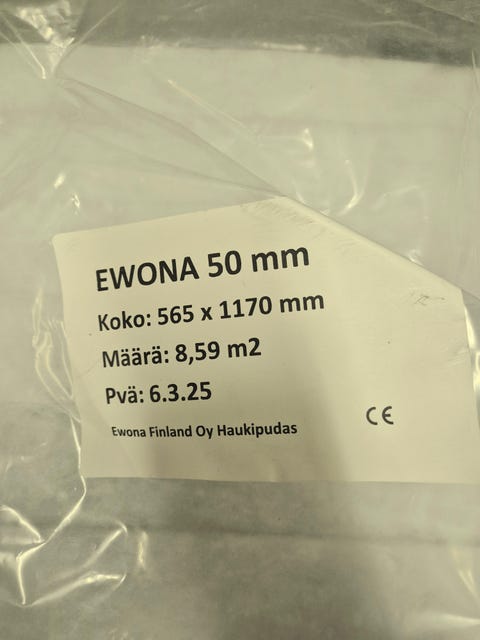 EWONA 50 mm
Koko: 565 x 1170 mm
Määrä: 8,59 m2
Pvä: 6.3.25
Ewona Finland Oy Haukipudas
CE